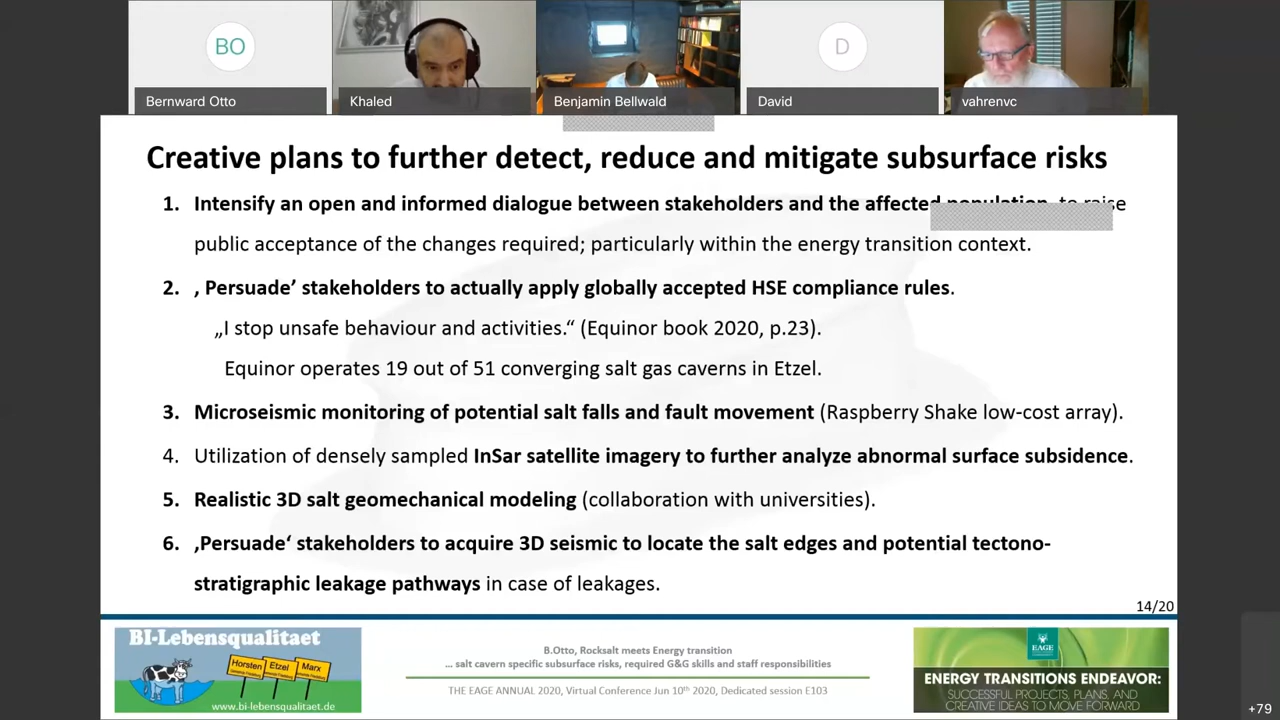 BO
D
Bernward Otto
Khaled
Benjamin Bellwald
David
vahrenvc
Creative plans to further detect, reduce and mitigate subsurface risks
1. Intensify an open and informed dialogue between stakeholders and the affected population, to raise
public acceptance of the changes required; particularly within the energy transition context.
2. ‚ Persuade’ stakeholders to actually apply globally accepted HSE compliance rules.
„I stop unsafe behaviour and activities.“ (Equinor book 2020, p.23).
Equinor operates 19 out of 51 converging salt gas caverns in Etzel.
3. Microseismic monitoring of potential salt falls and fault movement (Raspberry Shake low-cost array).
4. Utilization of densely sampled InSar satellite imagery to further analyze abnormal surface subsidence.
5. Realistic 3D salt geomechanical modeling (collaboration with universities).
6. ‚Persuade‘ stakeholders to acquire 3D seismic to locate the salt edges and potential tectono-
stratigraphic leakage pathways in case of leakages.
14/20
BI-Lebensqualitaet
Horsten
Etzel
Marx
www.bi-lebensqualitaet.de
B.Otto, Rocksalt meets Energy transition
... salt cavern specific subsurface risks, required G&G skills and staff responsibilities
THE EAGE ANNUAL 2020, Virtual Conference Jun 10th 2020, Dedicated session E103
EAGE
ENERGY TRANSITIONS ENDEAVOR:
SUCCESSFUL PROJECTS, PLANS, AND
CREATIVE IDEAS TO MOVE FORWARD
+79